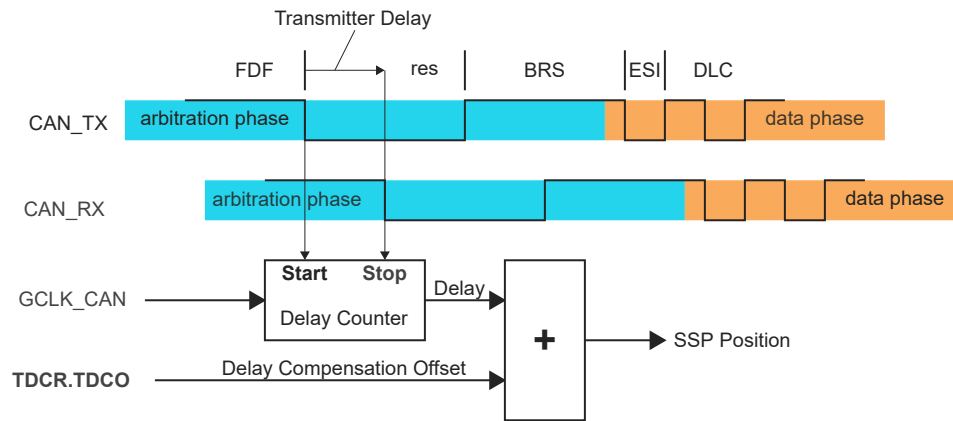 Transmitter Delay
FDF
res
BRS
ESI
DLC
CAN_TX
arbitration phase
data phase
CAN_RX
arbitration phase
data phase
Start
Stop
GCLK_CAN
Delay Counter
Delay
+
SSP Position
TDCR.TDCO
Delay Compensation Offset